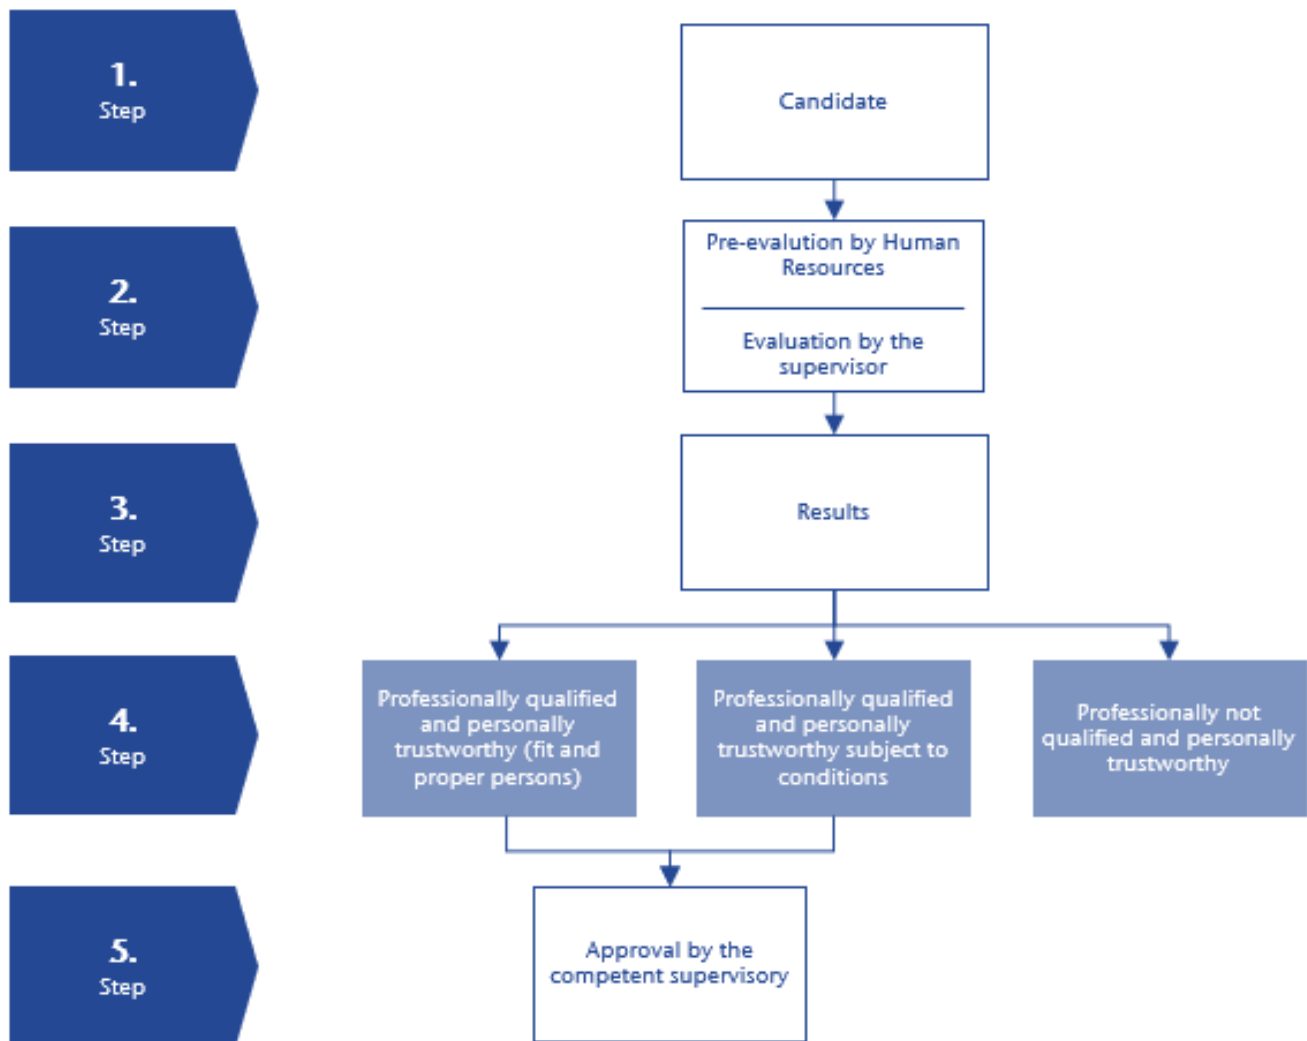 1.
Step
Candidate
2.
Step
Pre-evalution by Human
Resources
Evaluation by the
supervisor
3.
Step
Results
4.
Step
Professionally qualified
and personally
trustworthy (fit and
proper persons)
Professionally qualified
and personally
trustworthy subject to
conditions
Professionally not
qualified and personally
trustworthy
5.
Step
Approval by the
competent supervisory